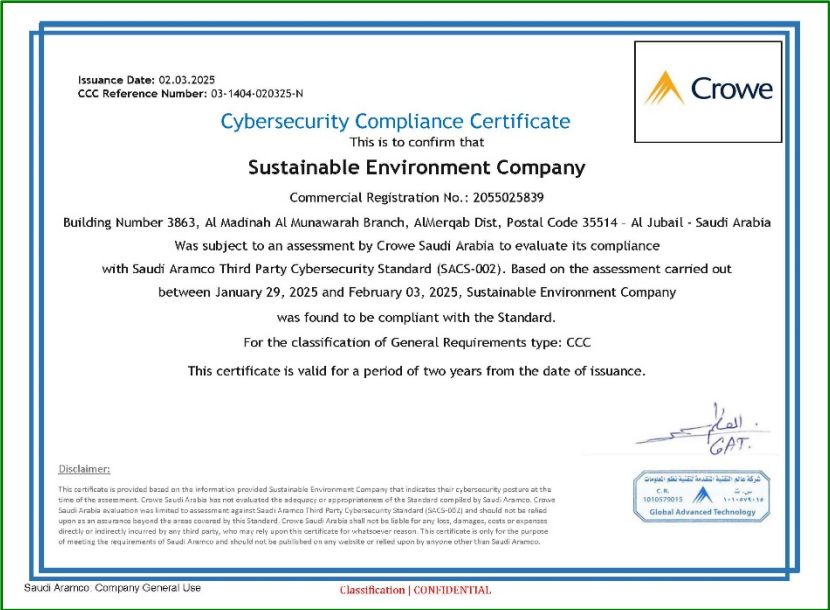 Issuance Date: 02.03.2025
CCC Reference Number: 03-1404-020325-N
Crowe
Cybersecurity Compliance Certificate
This is to confirm that
Sustainable Environment Company
Commercial Registration No.: 2055025839
Building Number 3863, Al Madinah Al Munawarah Branch, AlMerqab Dist, Postal Code 35514 – Al Jubail - Saudi Arabia
Was subject to an assessment by Crowe Saudi Arabia to evaluate its compliance
with Saudi Aramco Third Party Cybersecurity Standard (SACS-002). Based on the assessment carried out
between January 29, 2025 and February 03, 2025, Sustainable Environment Company
was found to be compliant with the Standard.
For the classification of General Requirements type: CCC
This certificate is valid for a period of two years from the date of issuance.
GAT.
Disclaimer:
This certificate is provided based on the information provided Sustainable Environment Company that indicates their cybersecurity posture at the
time of the assessment. Crowe Saudi Arabia has not evaluated the adequacy or appropriateness of the Standard compiled by Saudi Aramco. Crowe
Saudi Arabia evaluation was limited to assessment against Saudi Aramco Third Party Cybersecurity Standard (SACS-002) and should not be relied
upon as an assurance beyond the areas covered by this Standard. Crowe Saudi Arabia shall not be liable for any loss, damages, costs or expenses
directly or indirectly incurred by any third party, who may rely upon this certificate for whatsoever reason. This certificate is only for the purpose
of meeting the requirements of Saudi Aramco and should not be published on any website or relied upon by anyone other than Saudi Aramco.
شركة عالم التقنية المتقدمة لتقنية نظم المعلومات
C.R. س.ت
1010579015 ١٠١٠٥٧٩٠١٥
Global Advanced Technology
Saudi Aramco: Company General Use
Classification | CONFIDENTIAL